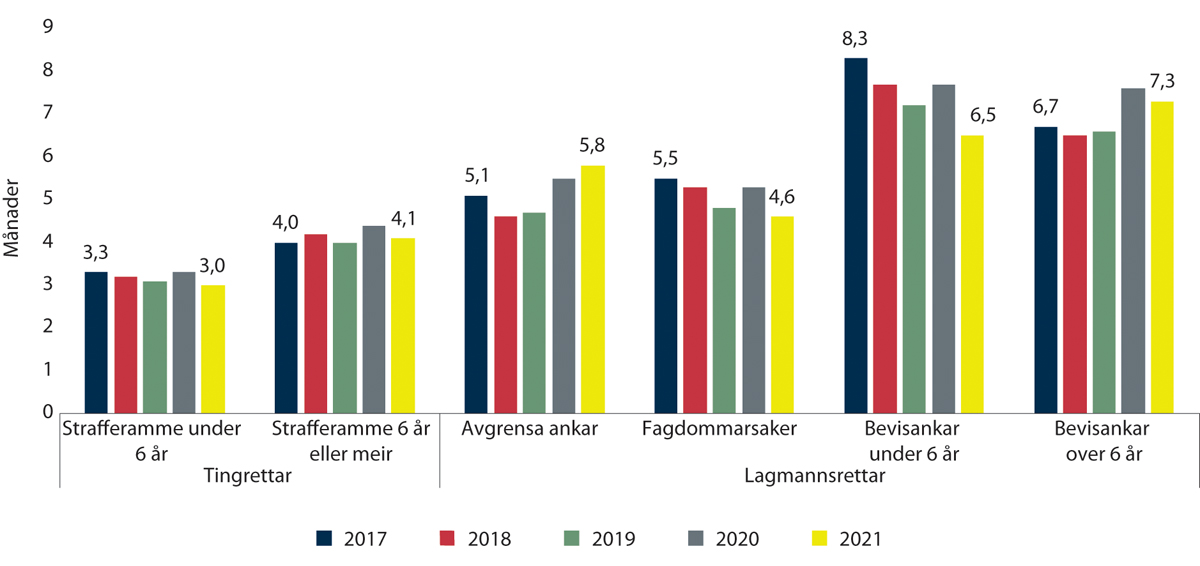 Månader
9
8
7
6
5
4
3
2
1
0
3,3
3,0
4,0
4,1
5,1
5,8
5,5
4,6
8,3
6,5
6,7
7,3
Strafferamme under
6 år
Strafferamme 6 år
eller meir
Avgrensa ankar
Fagdommarsaker
Bevisankar
under 6 år
Bevisankar
over 6 år
Tingrettar
Lagmannsrettar
2017
2018
2019
2020
2021